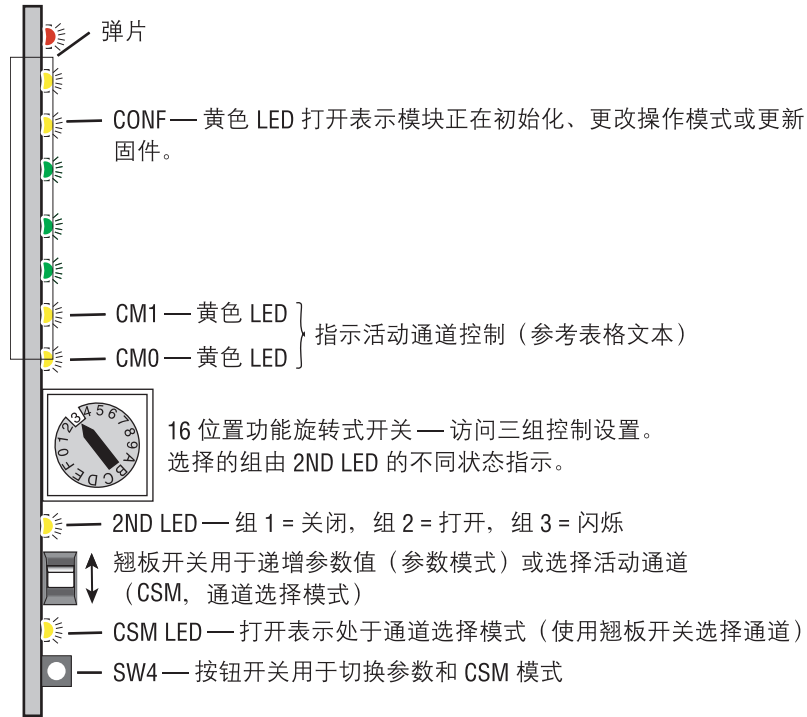 弹片
CONF — 黄色 LED 打开表示模块正在初始化、更改操作模式或更新
固件。
CM1 — 黄色 LED
指示活动通道控制（参考表格文本）
CM0 — 黄色 LED
0123456789ABCDEF
16 位置功能旋转式开关 — 访问三组控制设置。
选择的组由 2ND LED 的不同状态指示。
2ND LED — 组 1 = 关闭，组 2 = 打开，组 3 = 闪烁
翘板开关用于递增参数值（参数模式）或选择活动通道
（CSM，通道选择模式）
CSM LED — 打开表示处于通道选择模式（使用翘板开关选择通道）
SW4 — 按钮开关用于切换参数和 CSM 模式